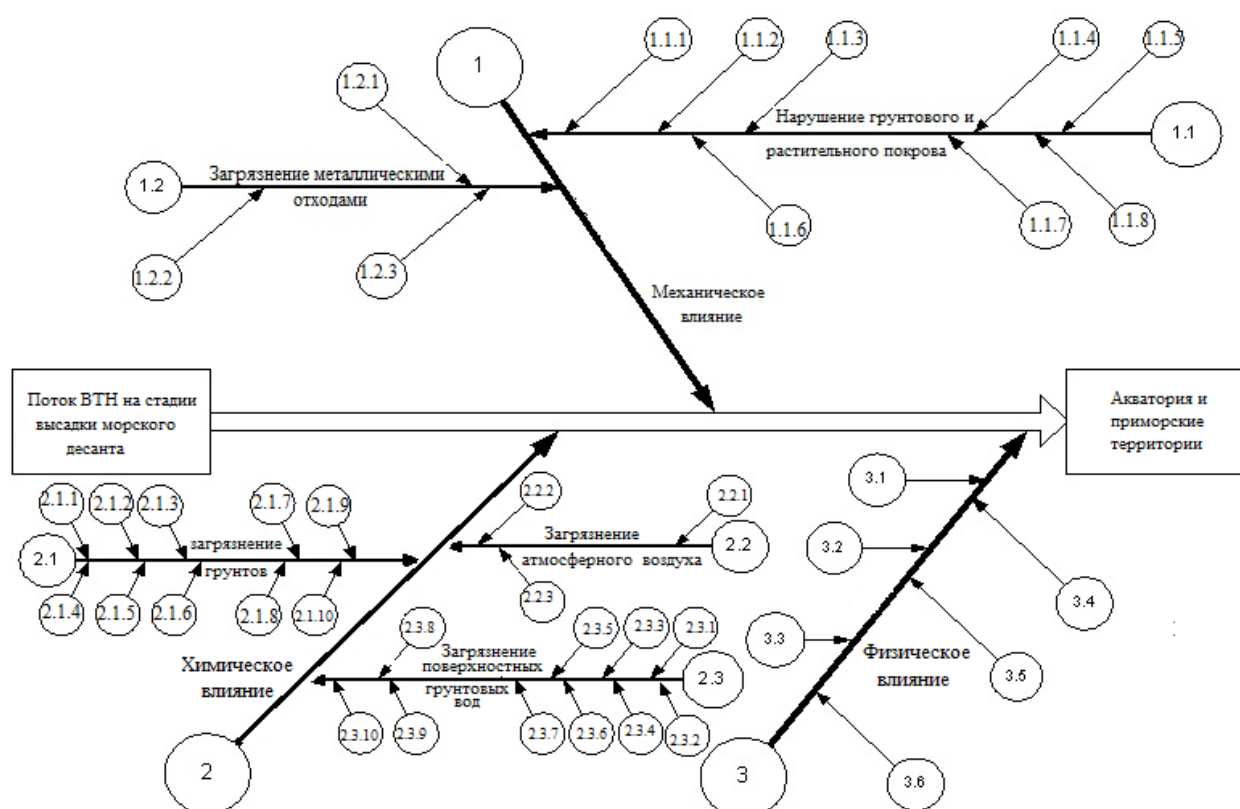 1
1.1.1
1.1.2
1.1.3
1.1.4
1.1.5
1.2.1
Нарушение грунтового и
растительного покрова
1.1
1.2
Загрязнение металлическими
отходами
1.1.6
1.1.7
1.1.8
1.2.2
1.2.3
Механическое
влияние
Поток ВТН на стадии
высадки морского
десанта
Акватория и
приморские
территории
2.1.1
2.1.2
2.1.3
2.1.7
2.1.9
2.1
загрязнение
грунтов
2.1.4
2.1.5
2.1.6
2.1.8
2.1.10
2.2.2
2.2.1
Загрязнение
атмосферного воздуха
2.2
2.2.3
2.3.8
2.3.5
2.3.3
2.3.1
Загрязнение
поверхностных
грунтовых
вод
2.3
2.3.10
2.3.9
2.3.7
2.3.6
2.3.4
2.3.2
Химическое
влияние
2
3.1
3.2
3.3
3.4
3.5
3.6
Физическое
влияние
3